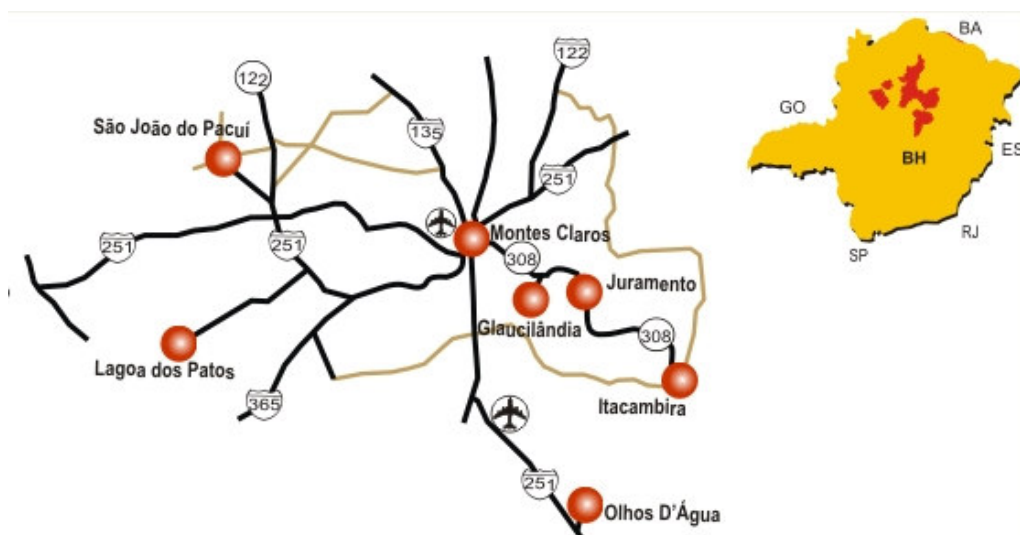 122
122
BA
São João do Pacuí
135
GO
251
BH
ES
251
251
Montes Claros
308
RJ
SP
Juramento
Glaucilândia
308
Lagoa dos Patos
365
Itacambira
251
Olhos D'Água